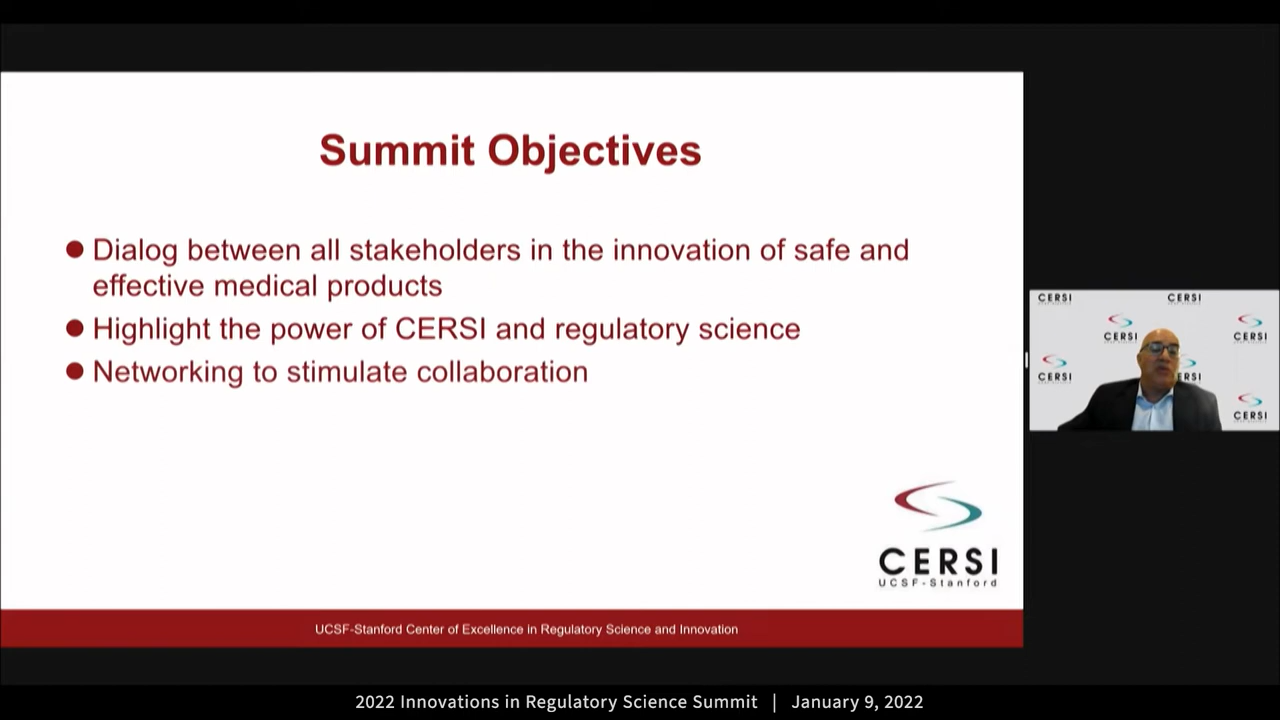 Summit Objectives
Dialog between all stakeholders in the innovation of safe and
effective medical products
Highlight the power of CERSI and regulatory science
Networking to stimulate collaboration
CERSI
UCSF-Stanford
UCSF-Stanford Center of Excellence in Regulatory Science and Innovation
CERSI
CERSI
CERSI
CERSI
CERSI
ERSI
CERSI
2022 Innovations in Regulatory Science Summit | January 9, 2022